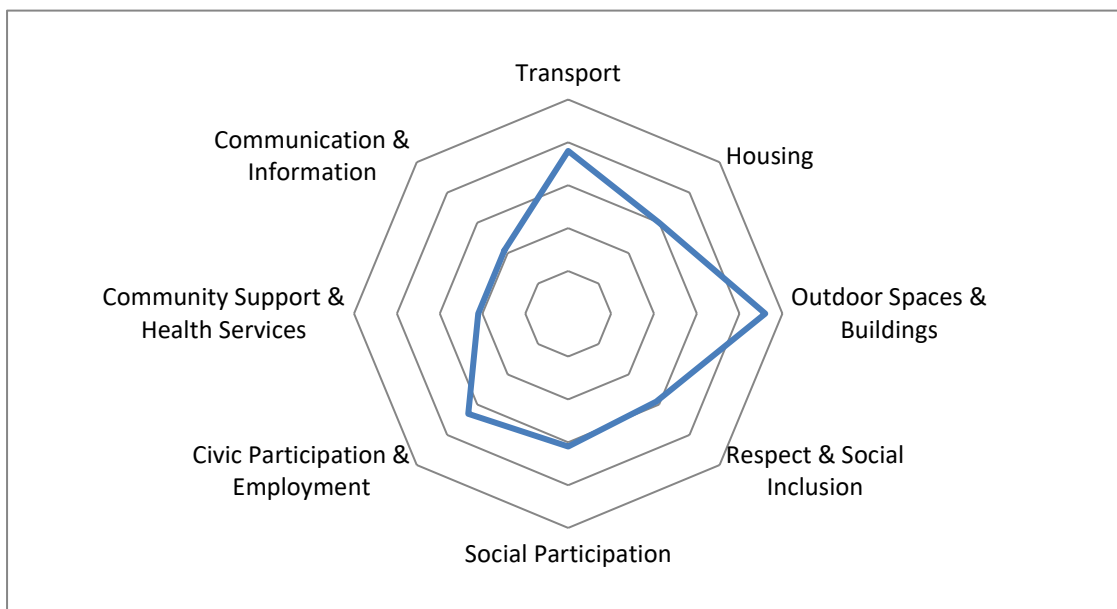 Transport
Communication &
Information
Housing
Community Support &
Health Services
Outdoor Spaces &
Buildings
Civic Participation &
Employment
Respect & Social
Inclusion
Social Participation